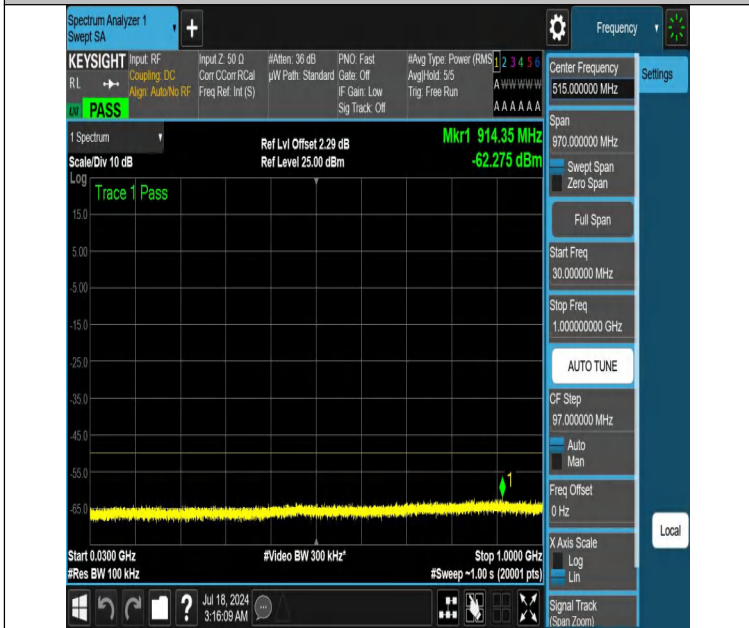 Spectrum Analyzer 1
Swept SA
+
Frequency
KEYSIGHT
Input: RF
Input Z: 50 Ω
#Atten: 36 dB
PNO: Fast
#Avg Type: Power (RMS
1 2 3 4 5 6
RL
Coupling: DC
Corr CCorr RCal
µW Path: Standard
Gate: Off
Avg|Hold: 5/5
A W W W W W
Align: Auto/No RF
Freq Ref: Int (S)
IF Gain: Low
Trig: Free Run
Sig Track: Off
A A A A A A
LXI
PASS
1 Spectrum
Ref Lvl Offset 2.29 dB
Mkr1 914.35 MHz
Scale/Div 10 dB
Ref Level 25.00 dBm
-62.275 dBm
Log
Trace 1 Pass
15.0
5.00
-5.00
-15.0
-25.0
-35.0
-45.0
-55.0
-65.0
1
Start 0.0300 GHz
#Video BW 300 kHz*
Stop 1.0000 GHz
#Res BW 100 kHz
#Sweep ~1.00 s (20001 pts)
Center Frequency
515.000000 MHz
Settings
Span
970.000000 MHz
Swept Span
Zero Span
Full Span
Start Freq
30.000000 MHz
Stop Freq
1.000000000 GHz
AUTO TUNE
CF Step
97.000000 MHz
Auto
Man
Freq Offset
0 Hz
Local
X Axis Scale
Log
Lin
Signal Track
(Span Zoom)
?
Jul 18, 2024
3:16:09 AM